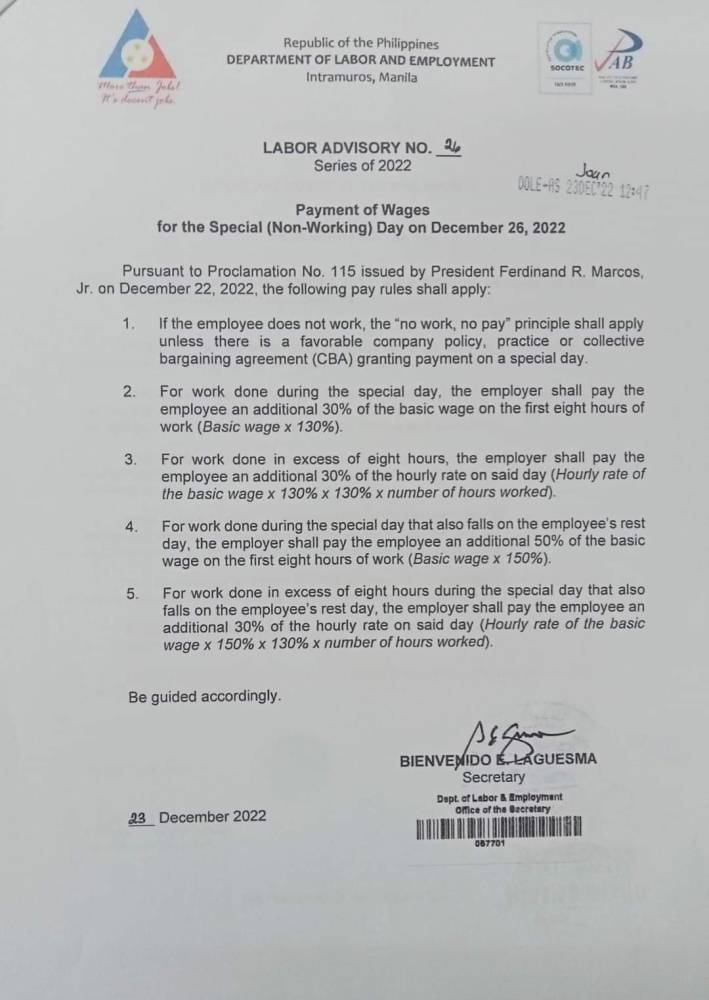 Republic of the Philippines
DEPARTMENT OF LABOR AND EMPLOYMENT
Intramuros, Manila
More than Jobs!
It's decent jobs.
SOCOTEC
PAB
LABOR ADVISORY NO. 26
Series of 2022
Joan
DOLE-AS 23DEC'22 12:47
Payment of Wages
for the Special (Non-Working) Day on December 26, 2022
Pursuant to Proclamation No. 115 issued by President Ferdinand R. Marcos,
Jr. on December 22, 2022, the following pay rules shall apply:
1. If the employee does not work, the “no work, no pay” principle shall apply
unless there is a favorable company policy, practice or collective
bargaining agreement (CBA) granting payment on a special day.
2. For work done during the special day, the employer shall pay the
employee an additional 30% of the basic wage on the first eight hours of
work (Basic wage x 130%).
3. For work done in excess of eight hours, the employer shall pay the
employee an additional 30% of the hourly rate on said day (Hourly rate of
the basic wage x 130% x 130% x number of hours worked).
4. For work done during the special day that also falls on the employee's rest
day, the employer shall pay the employee an additional 50% of the basic
wage on the first eight hours of work (Basic wage x 150%).
5. For work done in excess of eight hours during the special day that also
falls on the employee's rest day, the employer shall pay the employee an
additional 30% of the hourly rate on said day (Hourly rate of the basic
wage x 150% x 130% x number of hours worked).
Be guided accordingly.
BIENVENIDO E. LAGUESMA
Secretary
Dept. of Labor & Employment
Office of the Secretary
087701
23 December 2022